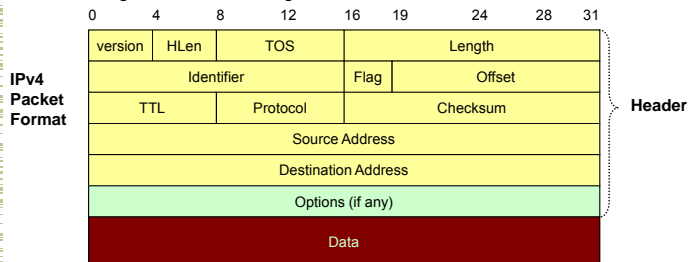 0 4 8 12 16 19 24 28 31
version HLen TOS Length
Identifier Flag Offset
TTL Protocol Checksum
Source Address
Destination Address
Options (if any)
Data
IPv4
Packet
Format
Header